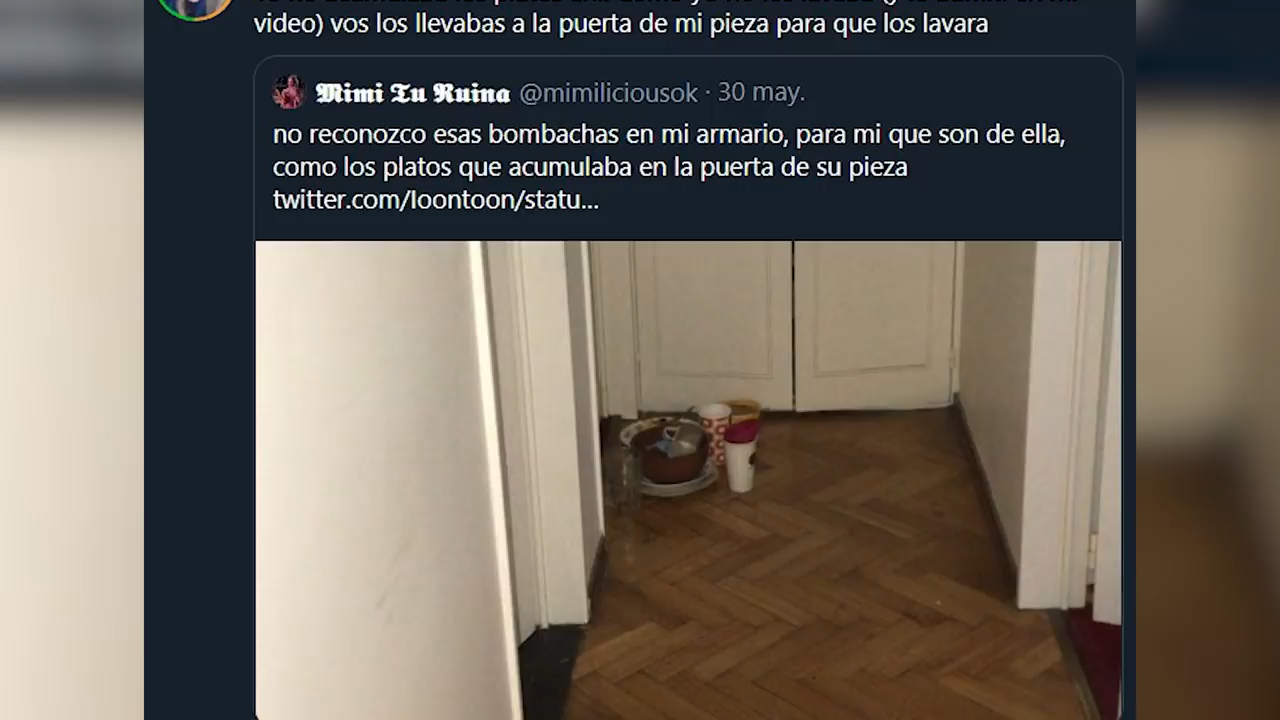 video) vos los llevabas a la puerta de mi pieza para que los lavara
𝕸𝖎𝖒𝖎 𝕿𝖚 𝕽𝖚𝖎𝖓𝖆 @mimiliciousok · 30 may.
no reconozco esas bombachas en mi armario, para mi que son de ella,
como los platos que acumulaba en la puerta de su pieza
twitter.com/loontoon/statu...